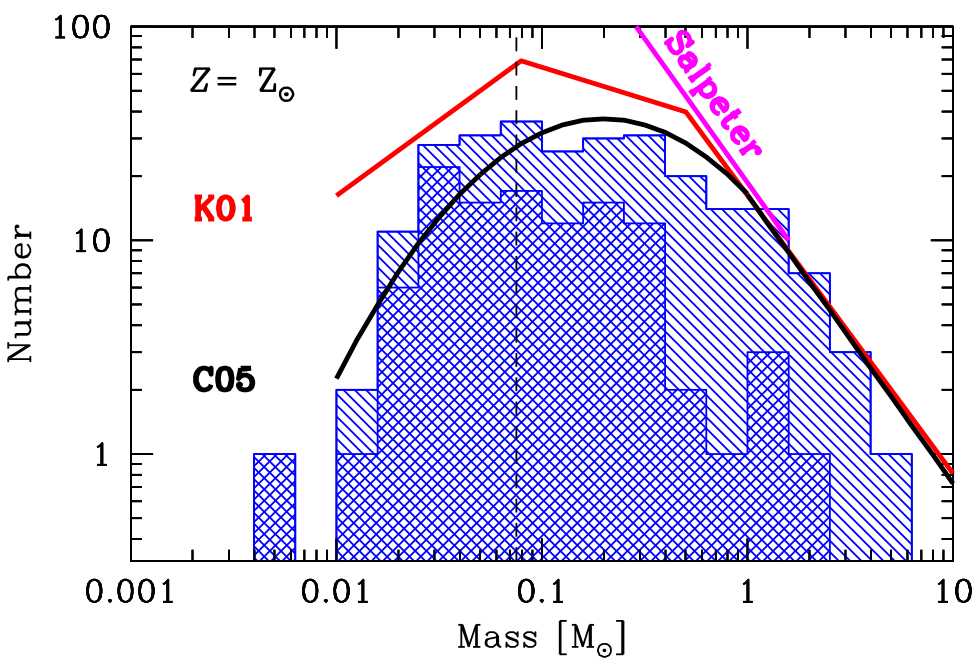 100
Z = Z⊙
Salpeter
K01
10
C05
1
Number
0.001 0.01 0.1 1 10
Mass [M⊙]